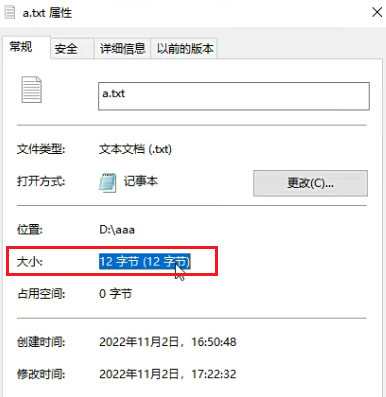 a.txt 属性
常规 安全 详细信息 以前的版本
a.txt
文件类型: 文本文档 (.txt)
打开方式: 记事本 更改(C)...
位置: D:\aaa
大小: 12 字节 (12 字节)
占用空间: 0 字节
创建时间: 2022年11月2日，16:50:48
修改时间: 2022年11月2日，17:22:32